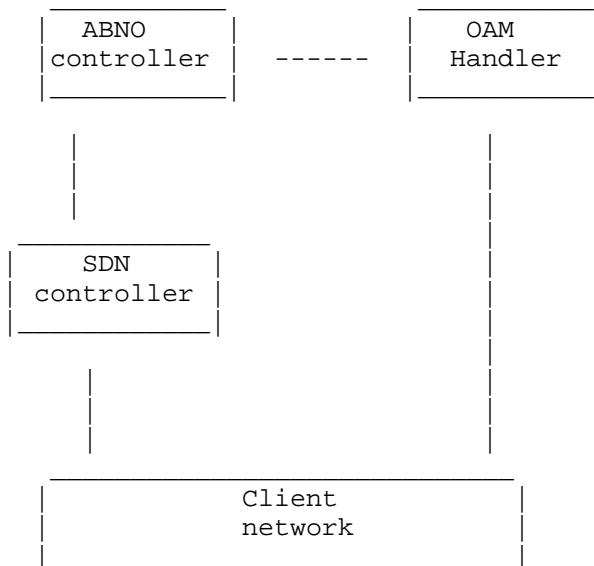 ABNO OAM
controller ------ Handler
SDN
controller
Client
network